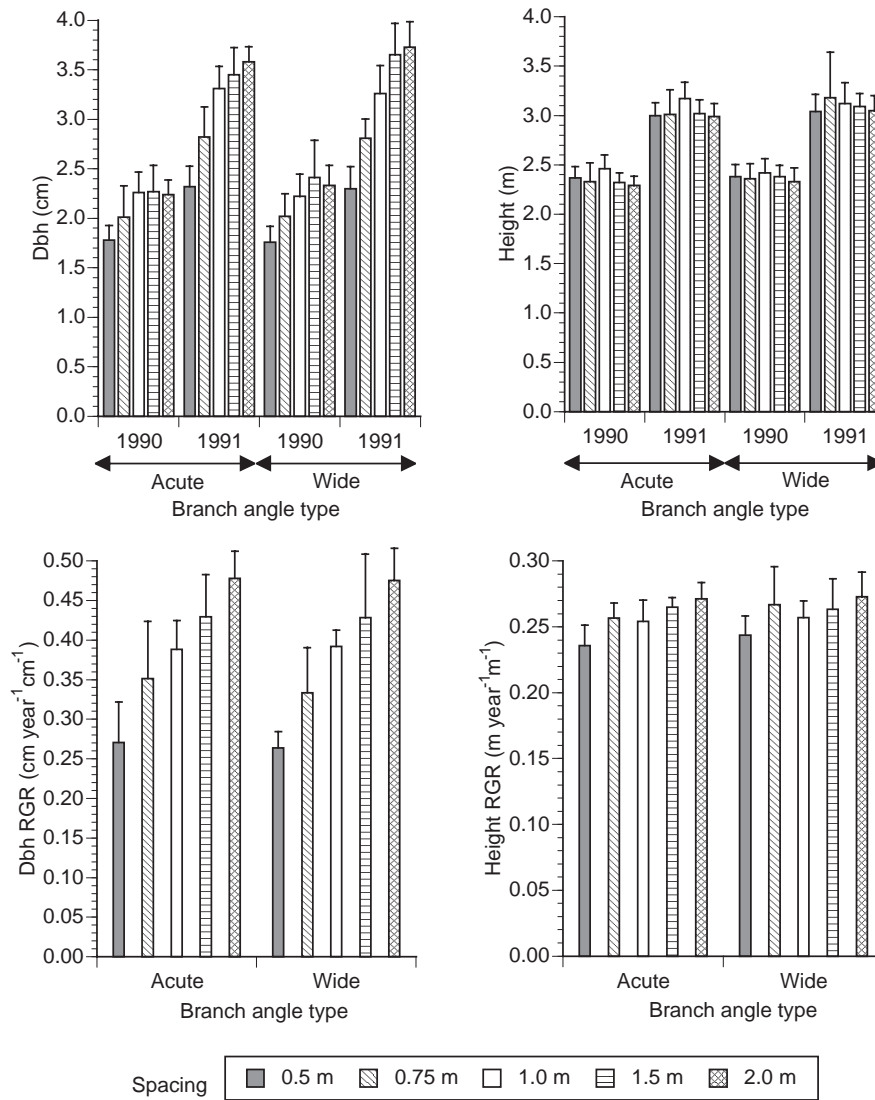 Dbh (cm)
4.0
3.5
3.0
2.5
2.0
1.5
1.0
0.5
0.0
1990 1991 1990 1991
Acute Wide
Branch angle type
Height (m)
4.0
3.5
3.0
2.5
2.0
1.5
1.0
0.5
0.0
1990 1991 1990 1991
Acute Wide
Branch angle type
Dbh RGR (cm year⁻¹cm⁻¹)
0.50
0.45
0.40
0.35
0.30
0.25
0.20
0.15
0.10
0.05
0.00
Acute Wide
Branch angle type
Height RGR (m year⁻¹m⁻¹)
0.30
0.25
0.20
0.15
0.10
0.05
0.00
Acute Wide
Branch angle type
Spacing 0.5 m 0.75 m 1.0 m 1.5 m 2.0 m